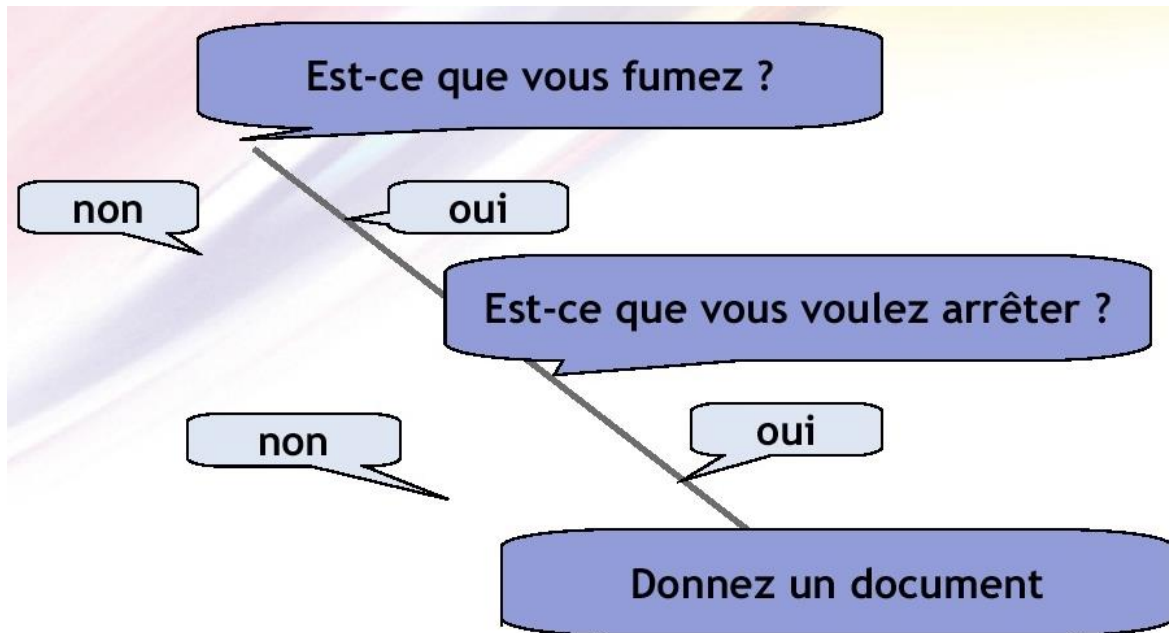 Est-ce que vous fumez ?
non
oui
Est-ce que vous voulez arrêter ?
non
oui
Donnez un document